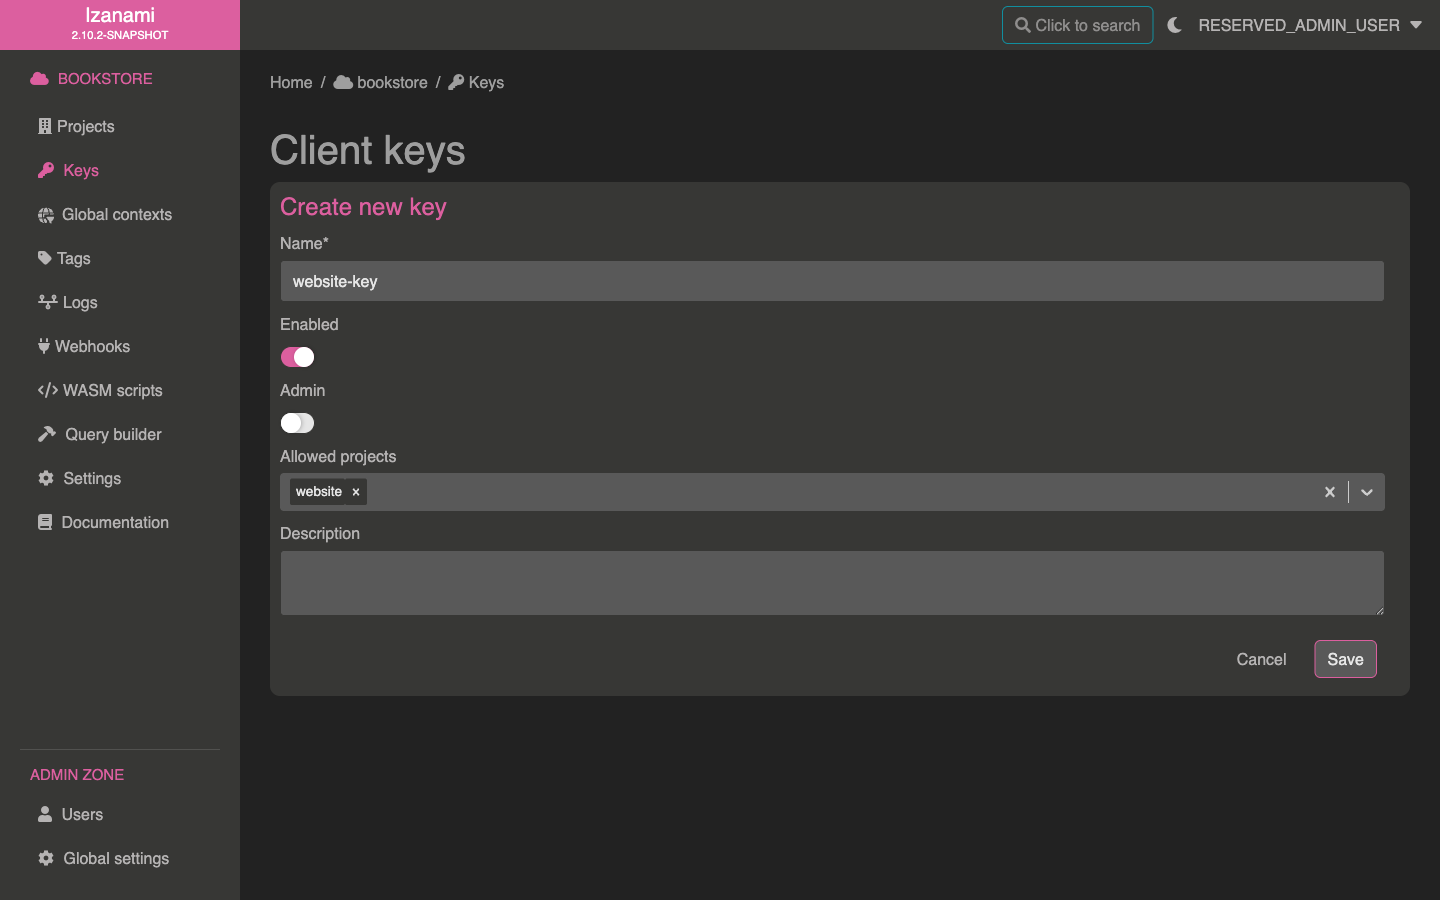 Izanami
2.10.2-SNAPSHOT
Click to search
RESERVED_ADMIN_USER
BOOKSTORE
Projects
Keys
Global contexts
Tags
Logs
Webhooks
WASM scripts
Query builder
Settings
Documentation
ADMIN ZONE
Users
Global settings
Home / bookstore / Keys
Client keys
Create new key
Name*
website-key
Enabled
Admin
Allowed projects
website
Description
Cancel
Save